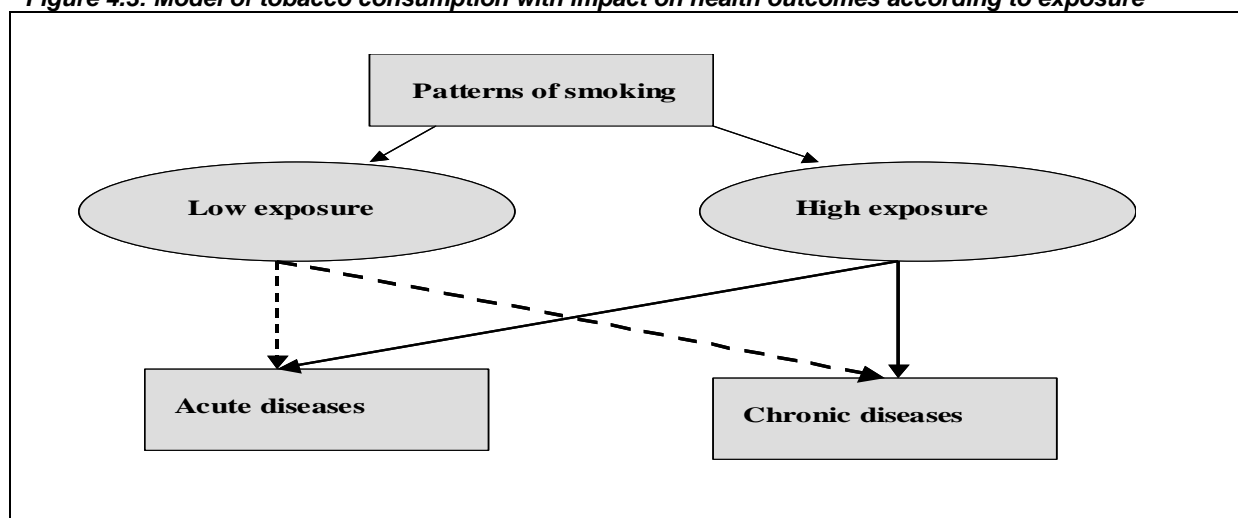 Figure 4.3: Model of tobacco consumption with impact on health outcomes according to exposure
Patterns of smoking
Low exposure
High exposure
Acute diseases
Chronic diseases